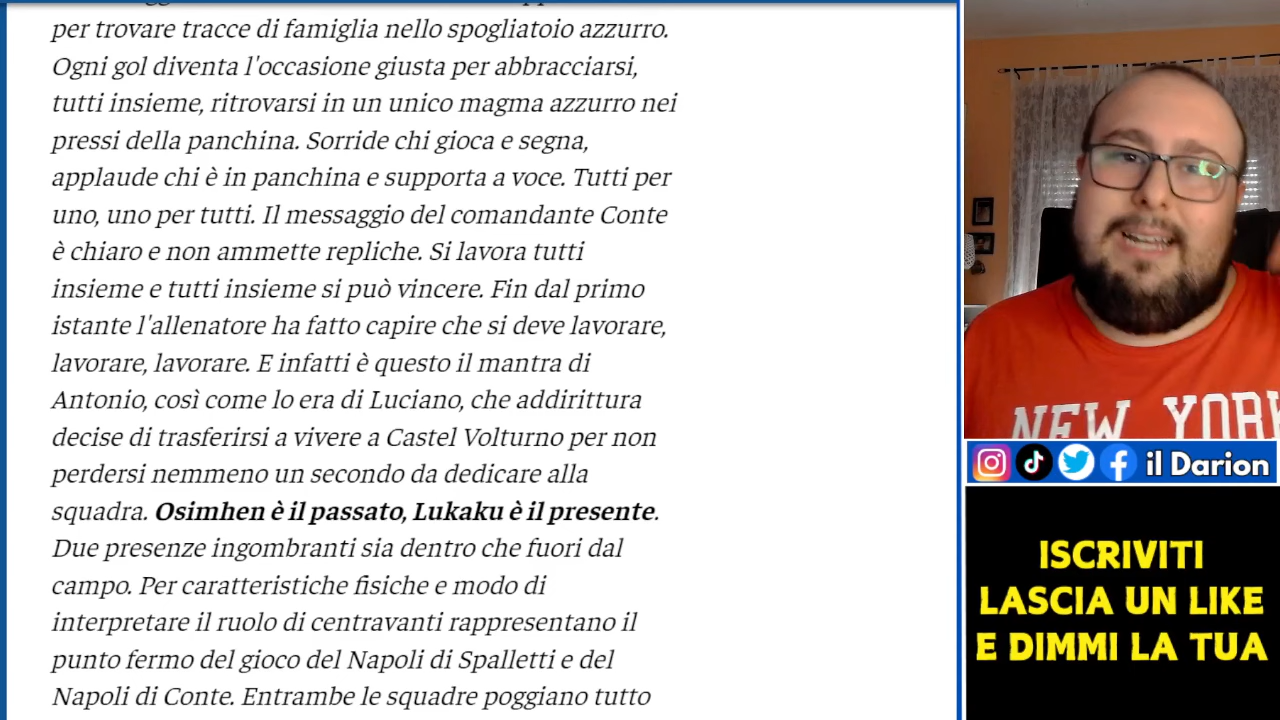 per trovare tracce di famiglia nello spogliatoio azzurro.
Ogni gol diventa l'occasione giusta per abbracciarsi,
tutti insieme, ritrovarsi in un unico magma azzurro nei
pressi della panchina. Sorride chi gioca e segna,
applaude chi è in panchina e supporta a voce. Tutti per
uno, uno per tutti. Il messaggio del comandante Conte
è chiaro e non ammette repliche. Si lavora tutti
insieme e tutti insieme si può vincere. Fin dal primo
istante l'allenatore ha fatto capire che si deve lavorare,
lavorare, lavorare. E infatti è questo il mantra di
Antonio, così come lo era di Luciano, che addirittura
decise di trasferirsi a vivere a Castel Volturno per non
perdersi nemmeno un secondo da dedicare alla
squadra. Osimhen è il passato, Lukaku è il presente.
Due presenze ingombranti sia dentro che fuori dal
campo. Per caratteristiche fisiche e modo di
interpretare il ruolo di centravanti rappresentano il
punto fermo del gioco del Napoli di Spalletti e del
Napoli di Conte. Entrambe le squadre poggiano tutto
NEW YORK
il Darion
ISCRIVITI
LASCIA UN LIKE
E DIMMI LA TUA